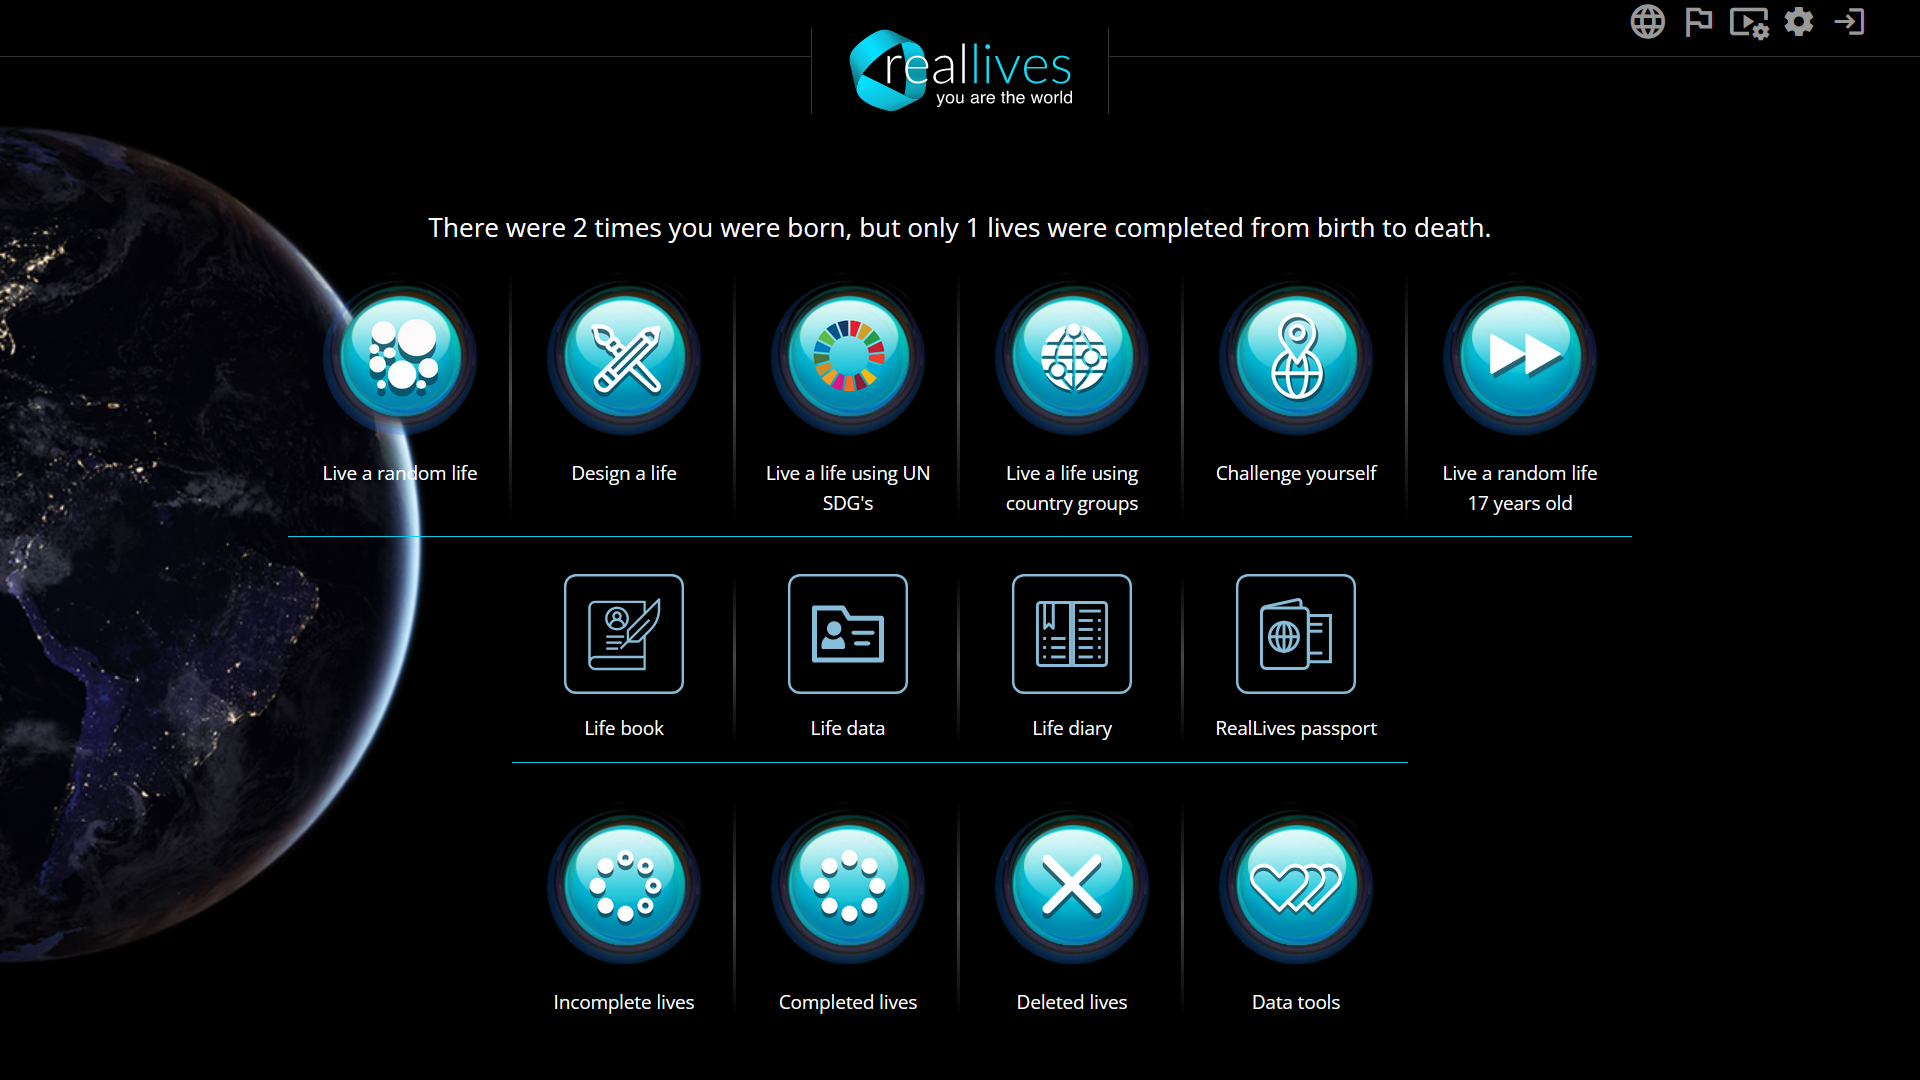 reallives
you are the world
There were 2 times you were born, but only 1 lives were completed from birth to death.
Live a random life
Design a life
Live a life using UN
SDG's
Live a life using
country groups
Challenge yourself
Live a random life
17 years old
Life book
Life data
Life diary
RealLives passport
Incomplete lives
Completed lives
Deleted lives
Data tools